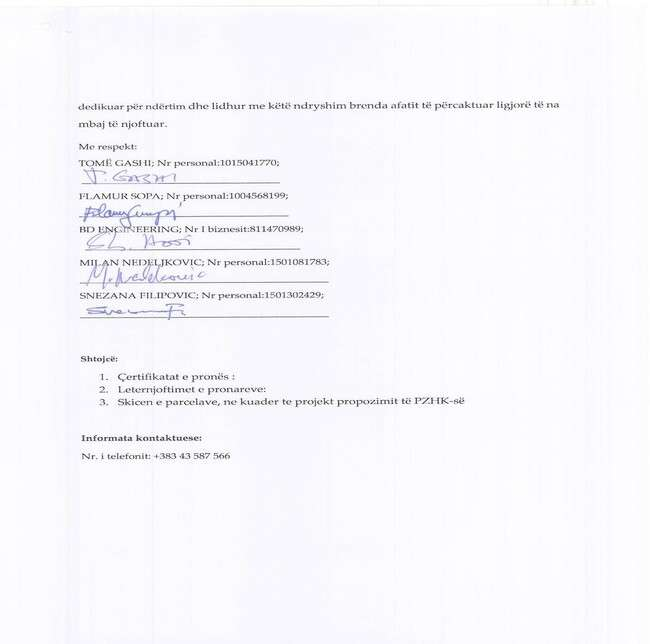 dedikuar për ndërtim dhe lidhur me këtë ndryshim brenda afatit të përcaktuar ligjorë të na
mbaj të njoftuar.
Me respekt:
TOMË GASHI; Nr personal:1015041770;
T. GASHI
FLAMUR SOPA; Nr personal:1004568199;
BD ENGINEERING; Nr I biznesit:811470989;
MILAN NEDELJKOVIC; Nr personal:1501081783;
M. Nedeljkovic
SNEZANA FILIPOVIC; Nr personal:1501302429;
Shtojcë:
1. Çertifikatat e pronës :
2. Leternjoftimet e pronareve:
3. Skicen e parcelave, ne kuader te projekt propozimit të PZHK-së
Informata kontaktuese:
Nr. i telefonit: +383 43 587 566